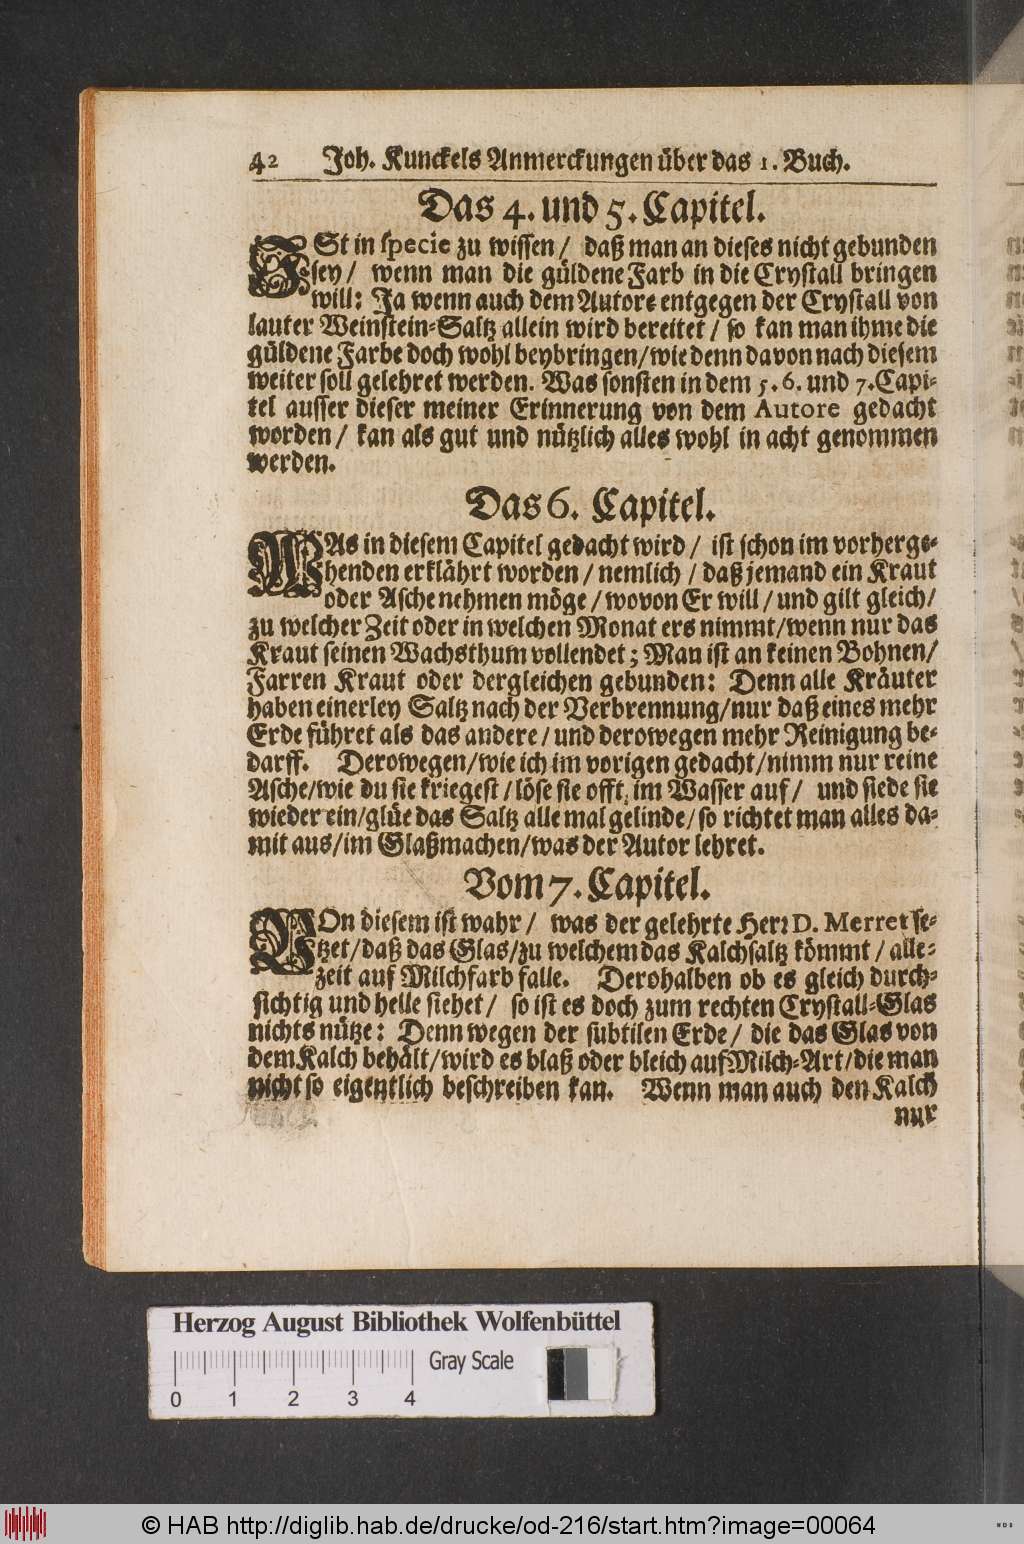 42 Joh. Kunckels Anmerckungen über das 1. Buch.
Das 4. und 5. Capitel.
ISt in specie zu wissen / daß man an dieses nicht gebunden
sey / wenn man die güldene Farb in die Crystall bringen
will: Ja wenn auch dem Autore entgegen der Crystall von
lauter Weinstein-Saltz allein wird bereitet / so kan man ihme die
güldene Farbe doch wohl beybringen / wie denn davon nach diesem
weiter soll gelehret werden. Was sonsten in dem 5. 6. und 7. Capi-
tel ausser dieser meiner Erinnerung von dem Autore gedacht
worden / kan als gut und nützlich alles wohl in acht genommen
werden.
Das 6. Capitel.
WAs in diesem Capitel gedacht wird / ist schon im vorherge-
henden erklährt worden / nemlich / daß jemand ein Kraut
oder Asche nehmen möge / wovon Er will / und gilt gleich /
zu welcher Zeit oder in welchen Monat ers nimmt / wenn nur das
Kraut seinen Wachsthum vollendet; Man ist an keinen Bohnen /
Farren Kraut oder dergleichen gebunden: Denn alle Kräuter
haben einerley Saltz nach der Verbrennung / nur daß eines mehr
Erde führet als das andere / und derowegen mehr Reinigung be-
darff. Derowegen / wie ich im vorigen gedacht / nimm nur reine
Asche / wie du sie kriegest / löse sie offt im Wasser auf / und siede sie
wieder ein / glüe das Saltz alle mal gelinde / so richtet man alles da-
mit aus / im Glaßmachen / was der Autor lehret.
Vom 7. Capitel.
VOn diesem ist wahr / was der gelehrte Herr D. Merret se-
tzet / daß das Glas / zu welchem das Kalchsaltz kömmt / alle-
zeit auf Milchfarb falle. Derohalben ob es gleich durch-
sichtig und helle siehet / so ist es doch zum rechten Crystall-Glas
nichts nütze: Denn wegen der subtilen Erde / die das Glas von
dem Kalch behält / wird es blaß oder bleich auf Milch-Art / die man
nicht so eigentlich beschreiben kan. Wenn man auch den Kalch
nur
Herzog August Bibliothek Wolfenbüttel
Gray Scale
0 1 2 3 4
© HAB http://diglib.hab.de/drucke/od-216/start.htm?image=00064